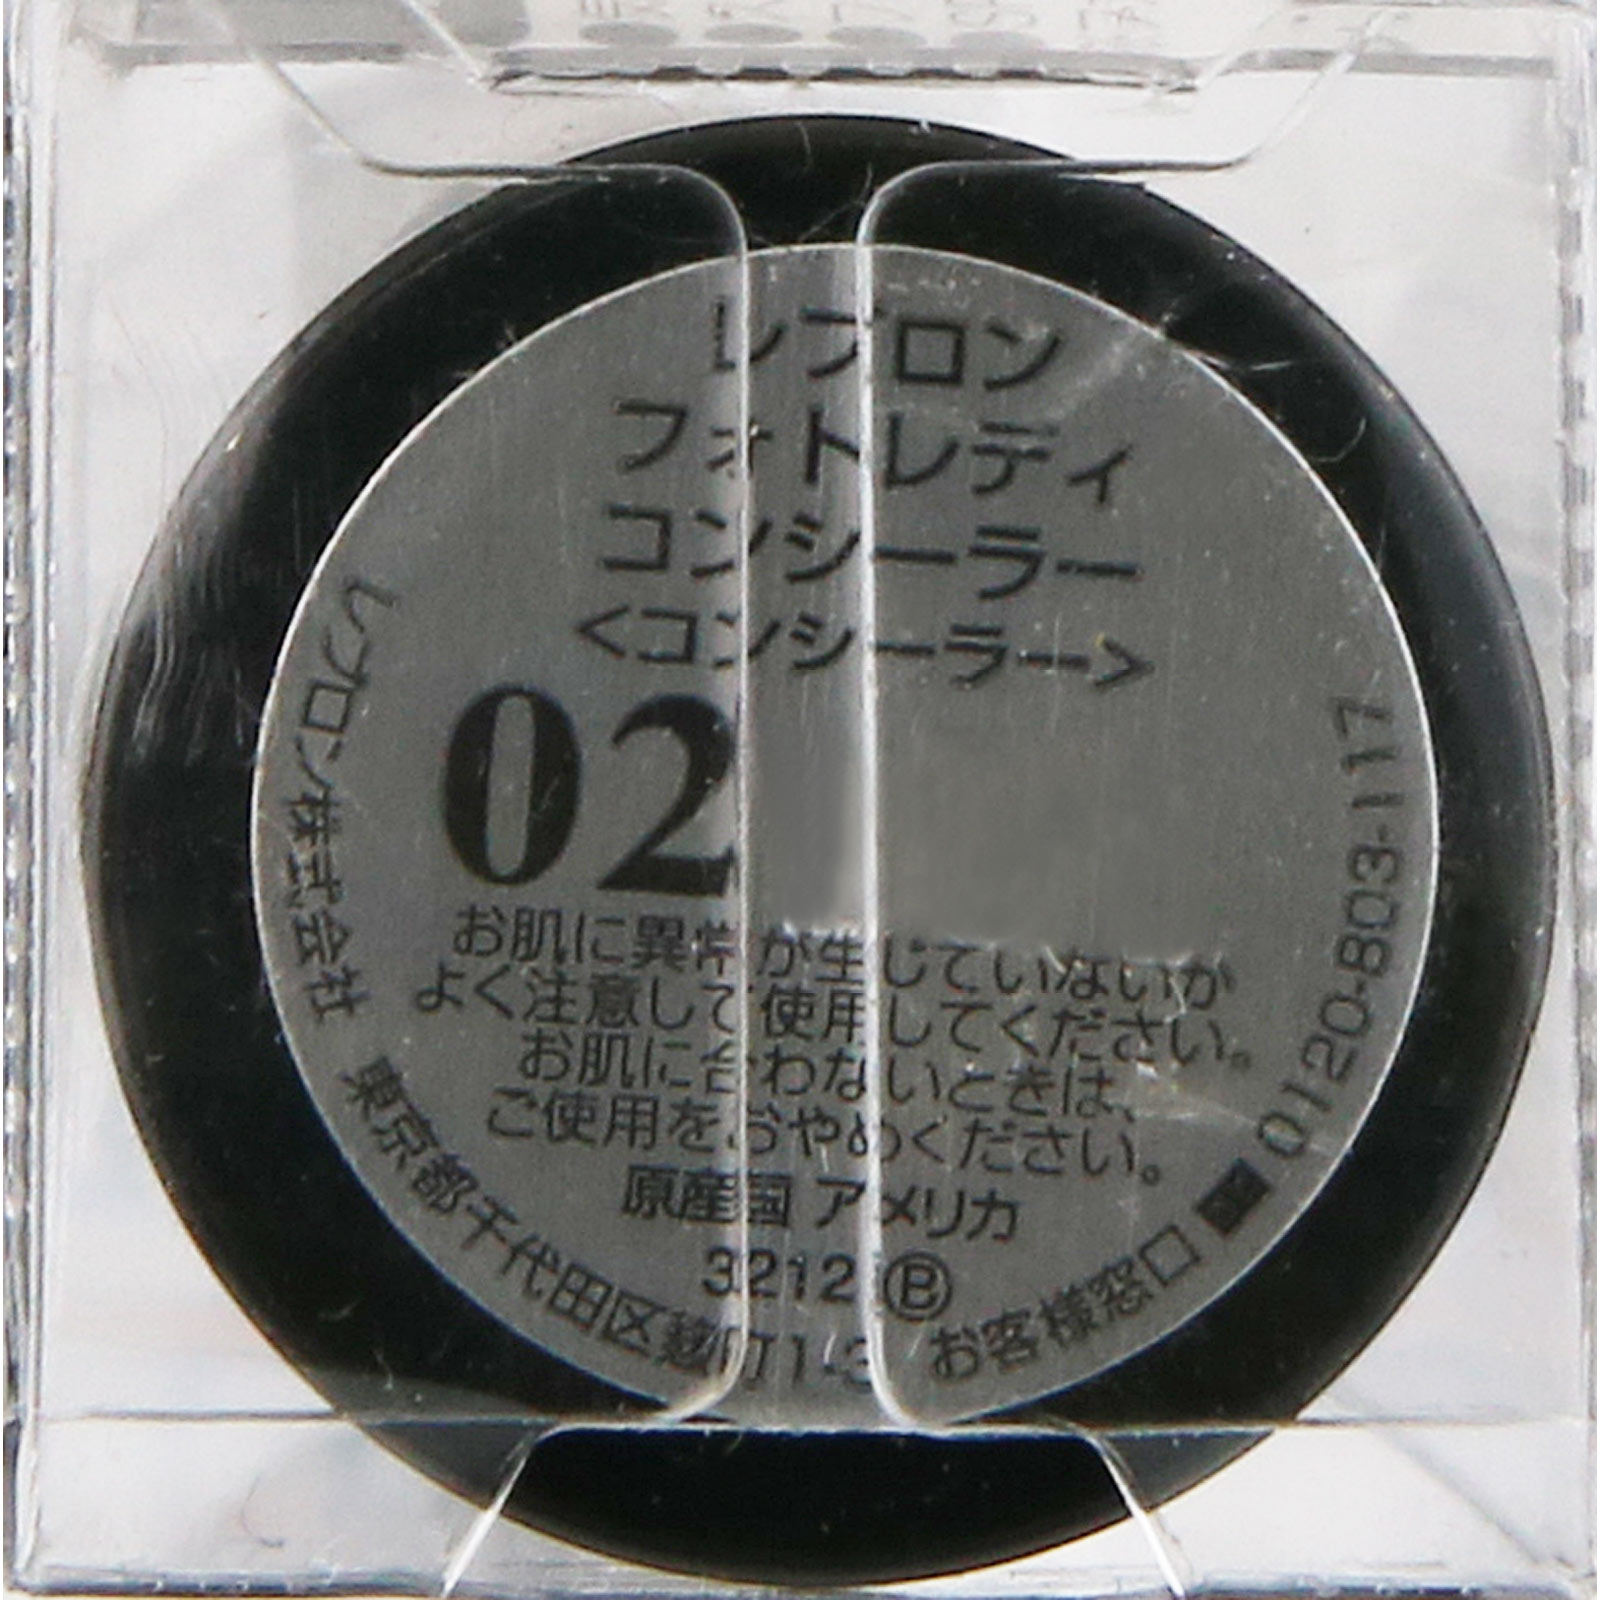 レブロン
フォトレディ
コンシーラー
<コンシーラー>
02
お肌に異常が生じていないか
よく注意して使用してください。
お肌に合わないときは、
ご使用をおやめください。
原産国 アメリカ
3212 Ⓑ
レブロン株式会社 東京都千代田区麹町1-3
お客様窓口 0120-803-117